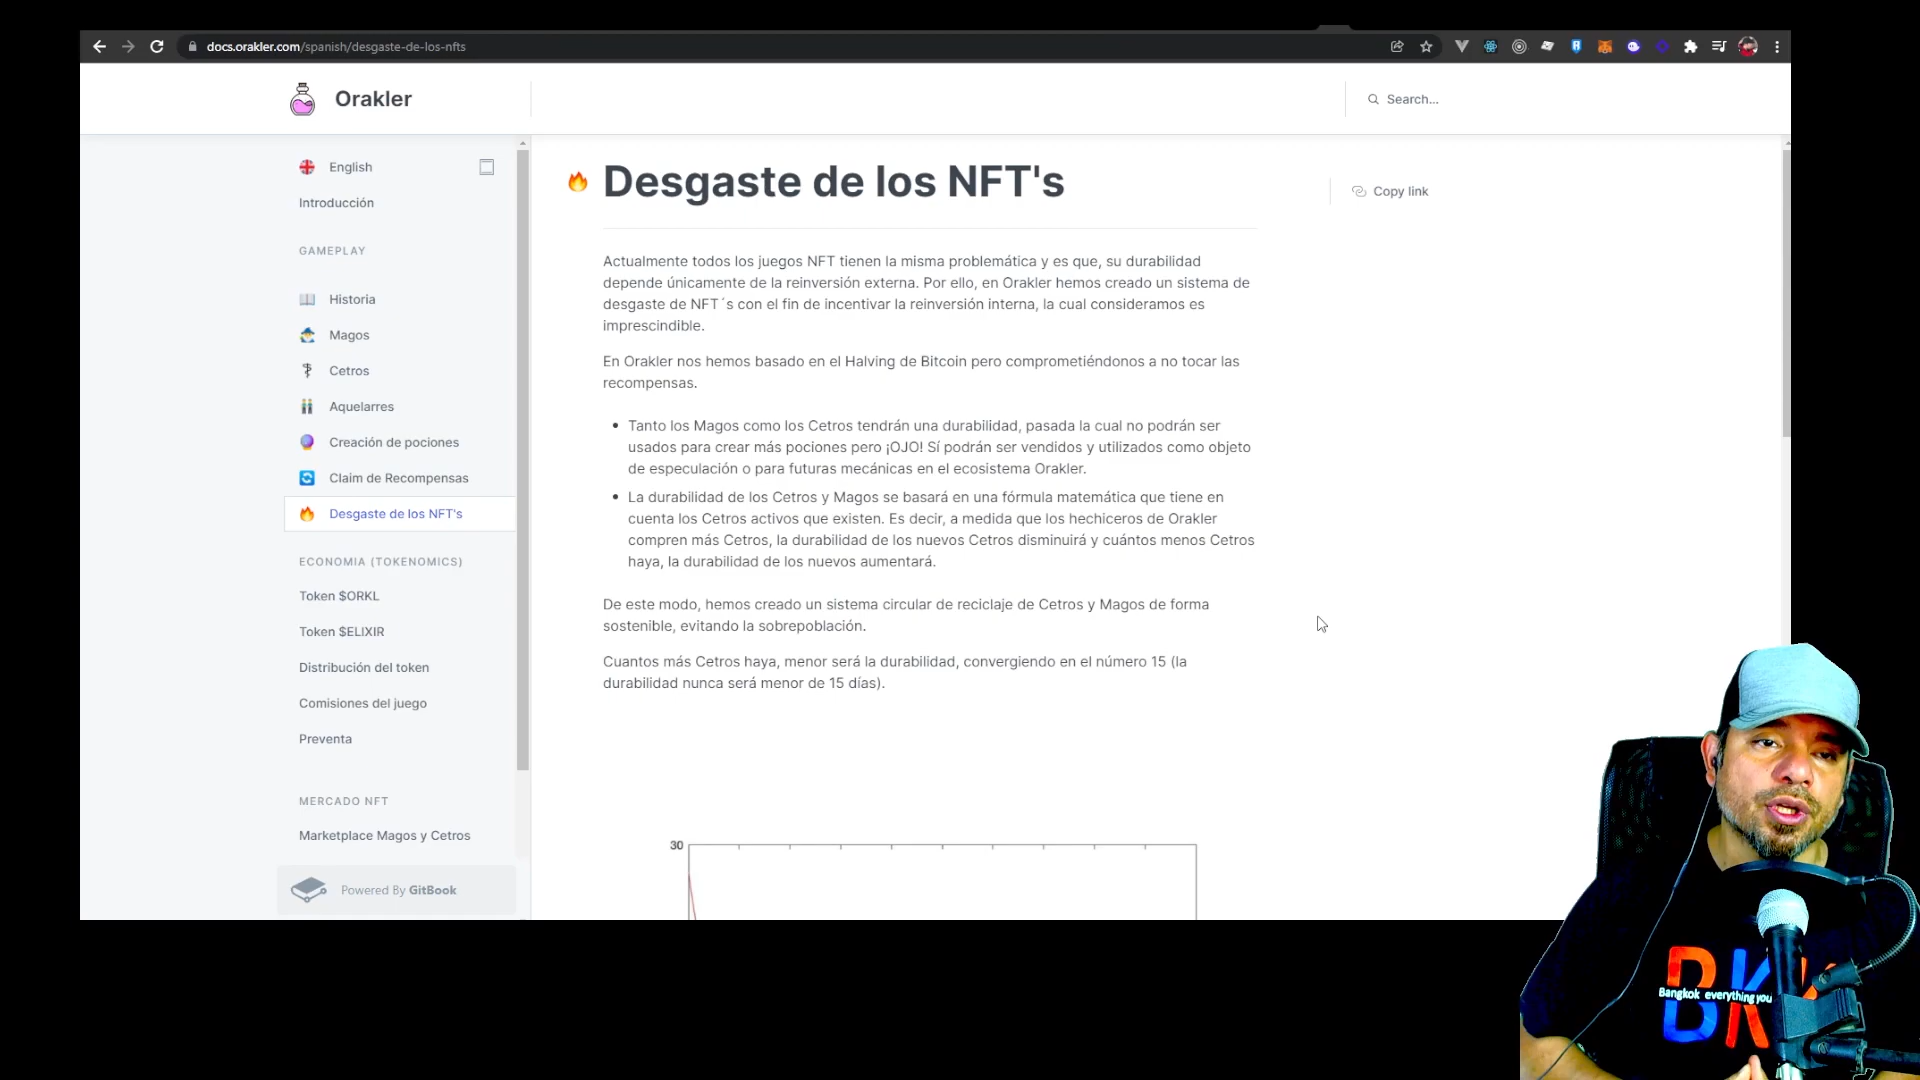 docs.orakler.com/spanish/desgaste-de-los-nfts
Orakler
Search...
English
Introducción
GAMEPLAY
Historia
Magos
Cetros
Aquelarres
Creación de pociones
Claim de Recompensas
Desgaste de los NFT's
ECONOMIA (TOKENOMICS)
Token $ORKL
Token $ELIXIR
Distribución del token
Comisiones del juego
Preventa
MERCADO NFT
Marketplace Magos y Cetros
Powered By GitBook
Desgaste de los NFT's
Copy link
Actualmente todos los juegos NFT tienen la misma problemática y es que, su durabilidad
depende únicamente de la reinversión externa. Por ello, en Orakler hemos creado un sistema de
desgaste de NFT´s con el fin de incentivar la reinversión interna, la cual consideramos es
imprescindible.
En Orakler nos hemos basado en el Halving de Bitcoin pero comprometiéndonos a no tocar las
recompensas.
• Tanto los Magos como los Cetros tendrán una durabilidad, pasada la cual no podrán ser
usados para crear más pociones pero ¡OJO! Sí podrán ser vendidos y utilizados como objeto
de especulación o para futuras mecánicas en el ecosistema Orakler.
• La durabilidad de los Cetros y Magos se basará en una fórmula matemática que tiene en
cuenta los Cetros activos que existen. Es decir, a medida que los hechiceros de Orakler
compren más Cetros, la durabilidad de los nuevos Cetros disminuirá y cuántos menos Cetros
haya, la durabilidad de los nuevos aumentará.
De este modo, hemos creado un sistema circular de reciclaje de Cetros y Magos de forma
sostenible, evitando la sobrepoblación.
Cuantos más Cetros haya, menor será la durabilidad, convergiendo en el número 15 (la
durabilidad nunca será menor de 15 días).
30
BK
Bangkok everything you